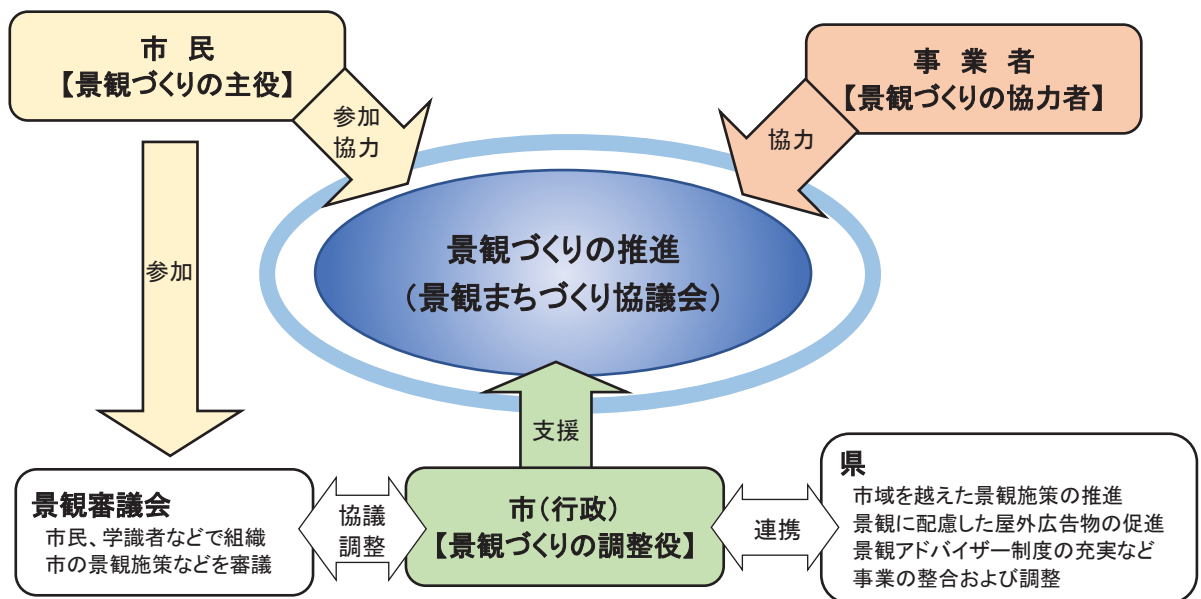 市 民
【景観づくりの主役】
事 業 者
【景観づくりの協力者】
参加
協力
協力
景観づくりの推進
(景観まちづくり協議会)
参加
支援
景観審議会
市民、学識者などで組織
市の景観施策などを審議
協議
調整
市(行政)
【景観づくりの調整役】
連携
県
市域を越えた景観施策の推進
景観に配慮した屋外広告物の促進
景観アドバイザー制度の充実など
事業の整合および調整